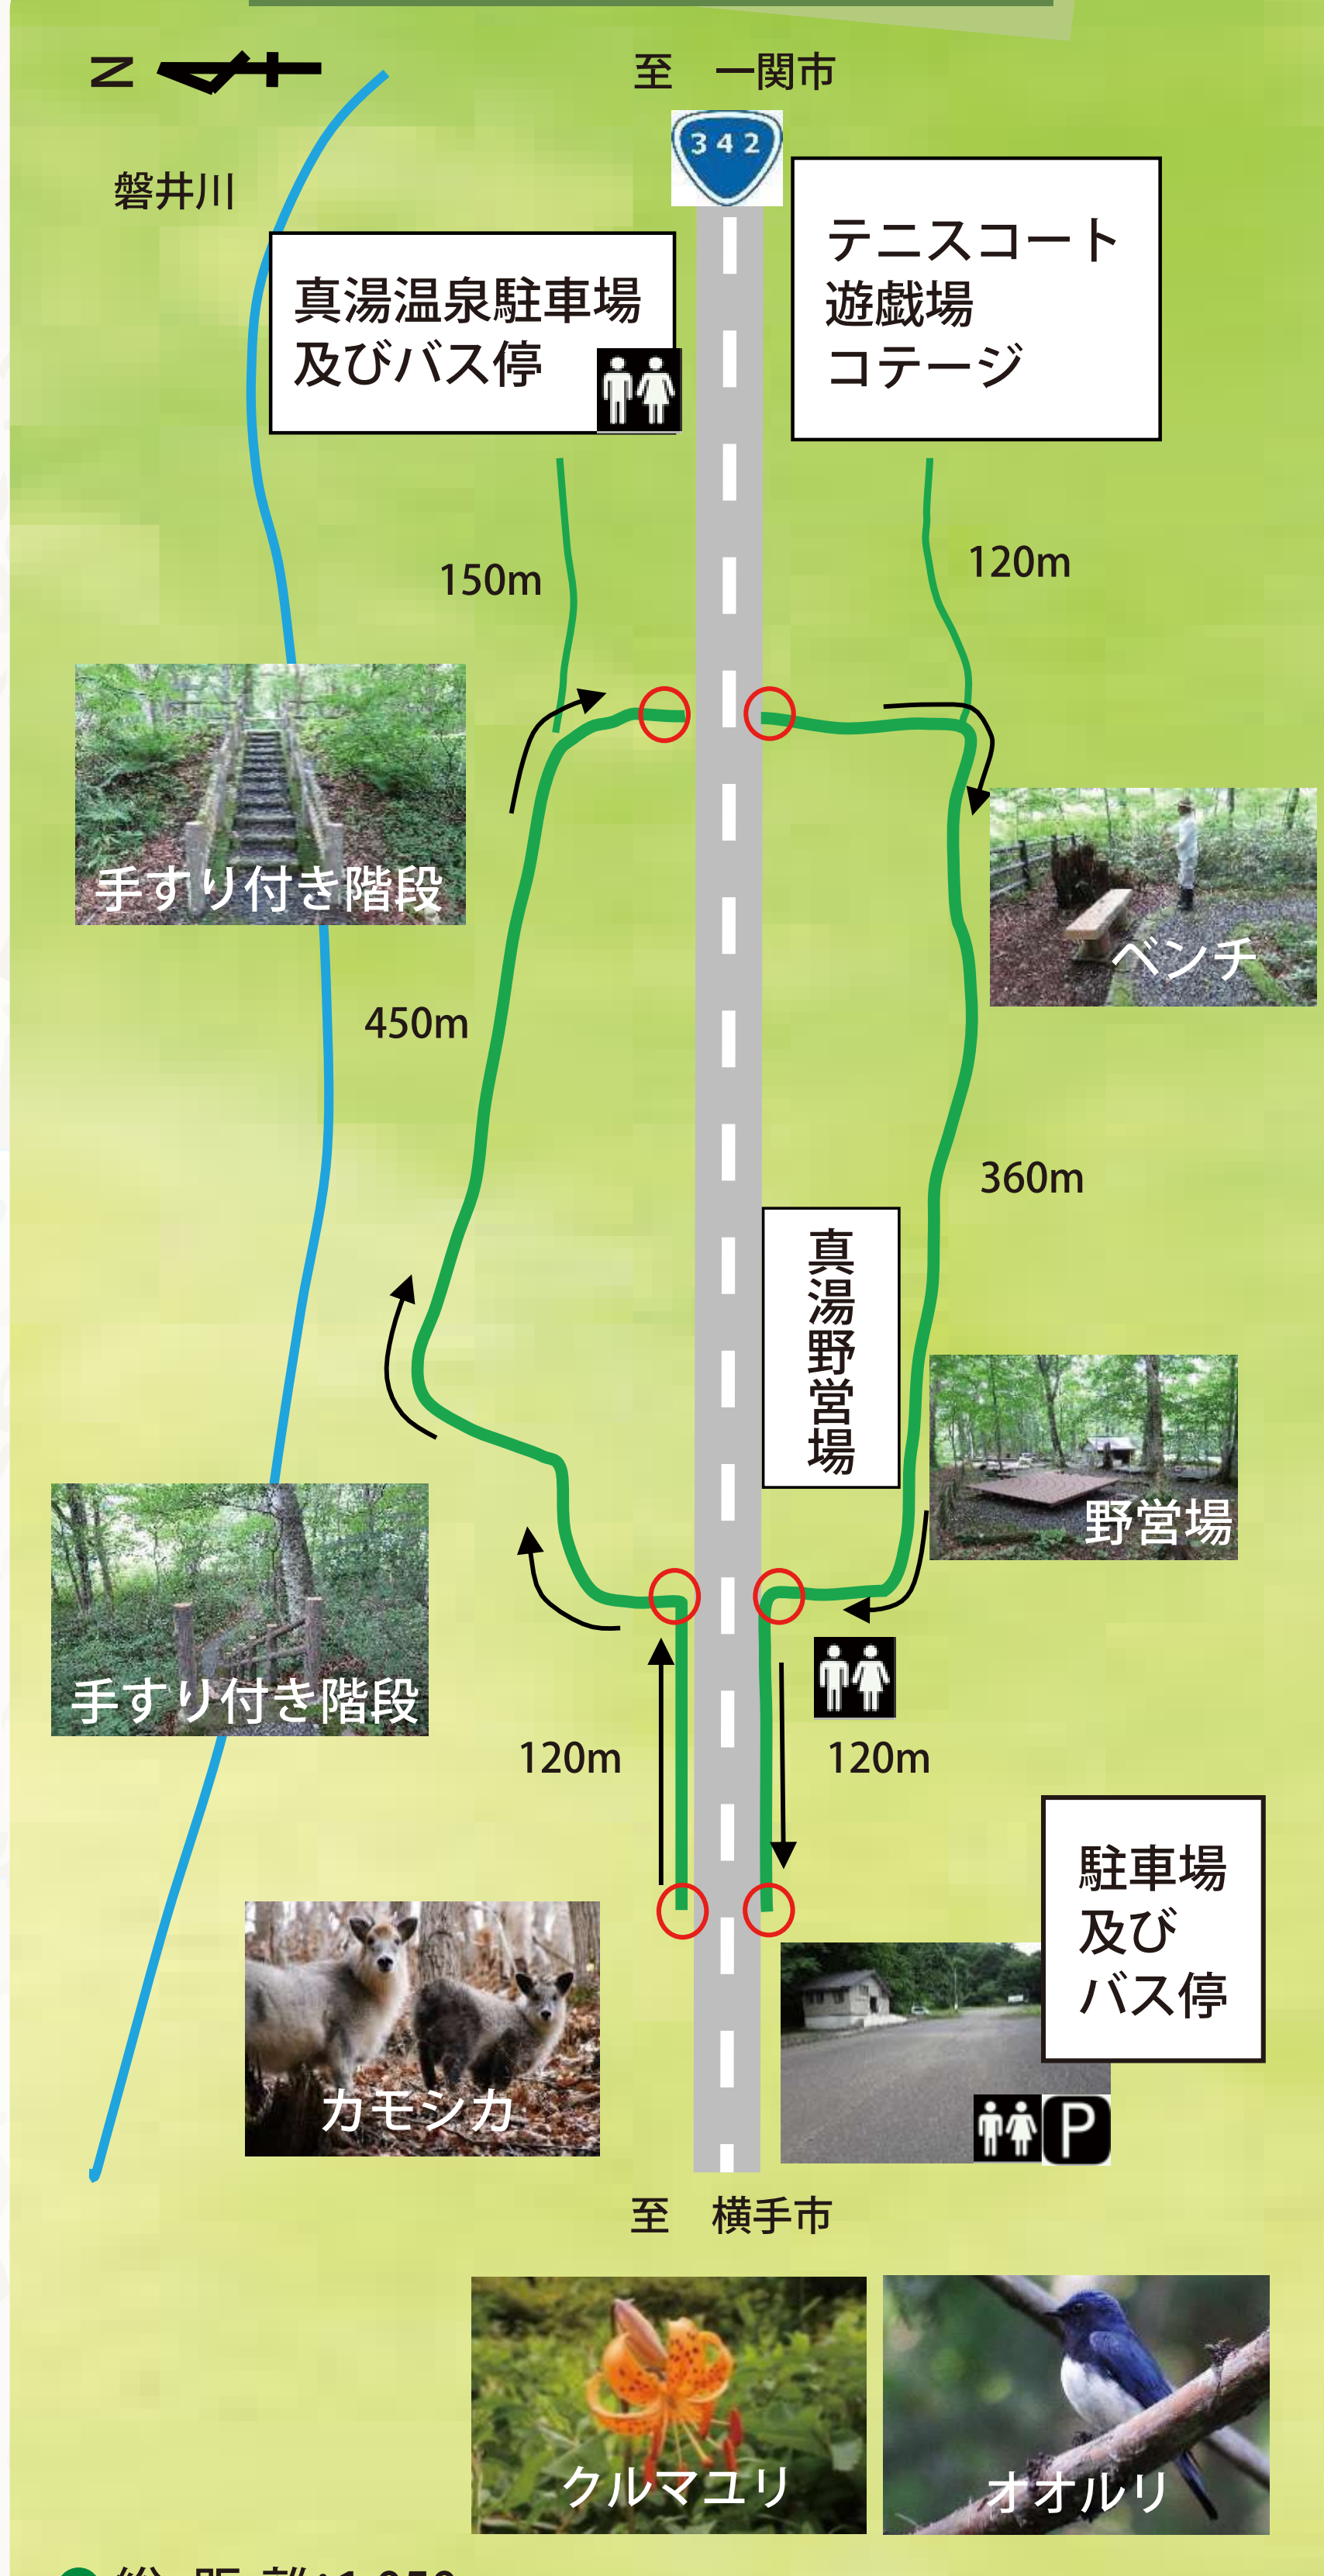 N
至 一関市
342
磐井川
真湯温泉駐車場
及びバス停
テニスコート
遊戯場
コテージ
150m
120m
手すり付き階段
ベンチ
450m
360m
真湯野営場
野営場
手すり付き階段
120m
120m
駐車場
及び
バス停
カモシカ
P
至 横手市
クルマユリ
オオルリ